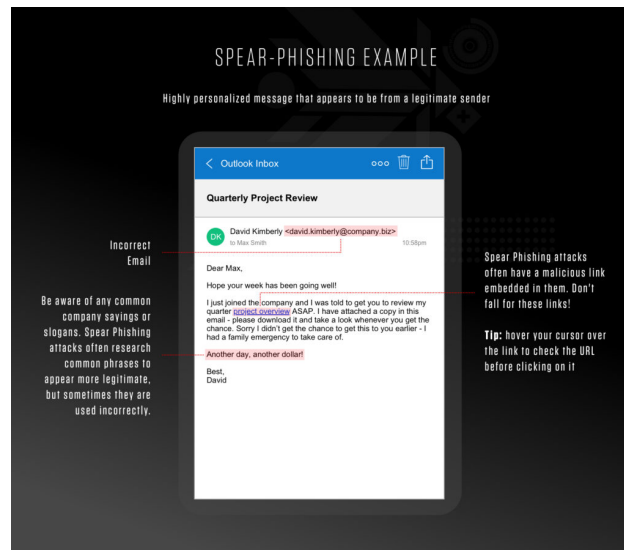 SPEAR-PHISHING EXAMPLE
Highly personalized message that appears to be from a legitimate sender
Outlook Inbox
Quarterly Project Review
DK
David Kimberly <david.kimberly@company.biz>
to Max Smith
10:58pm
Dear Max,
Hope your week has been going well!
I just joined the company and I was told to get you to review my
quarter project overview ASAP. I have attached a copy in this
email - please download it and take a look whenever you get the
chance. Sorry I didn't get the chance to get this to you earlier - I
had a family emergency to take care of.
Another day, another dollar!
Best,
David
Incorrect
Email
Be aware of any common
company sayings or
slogans. Spear Phishing
attacks often research
common phrases to
appear more legitimate,
but sometimes they are
used incorrectly.
Spear Phishing attacks
often have a malicious link
embedded in them. Don't
fall for these links!
Tip: hover your cursor over
the link to check the URL
before clicking on it